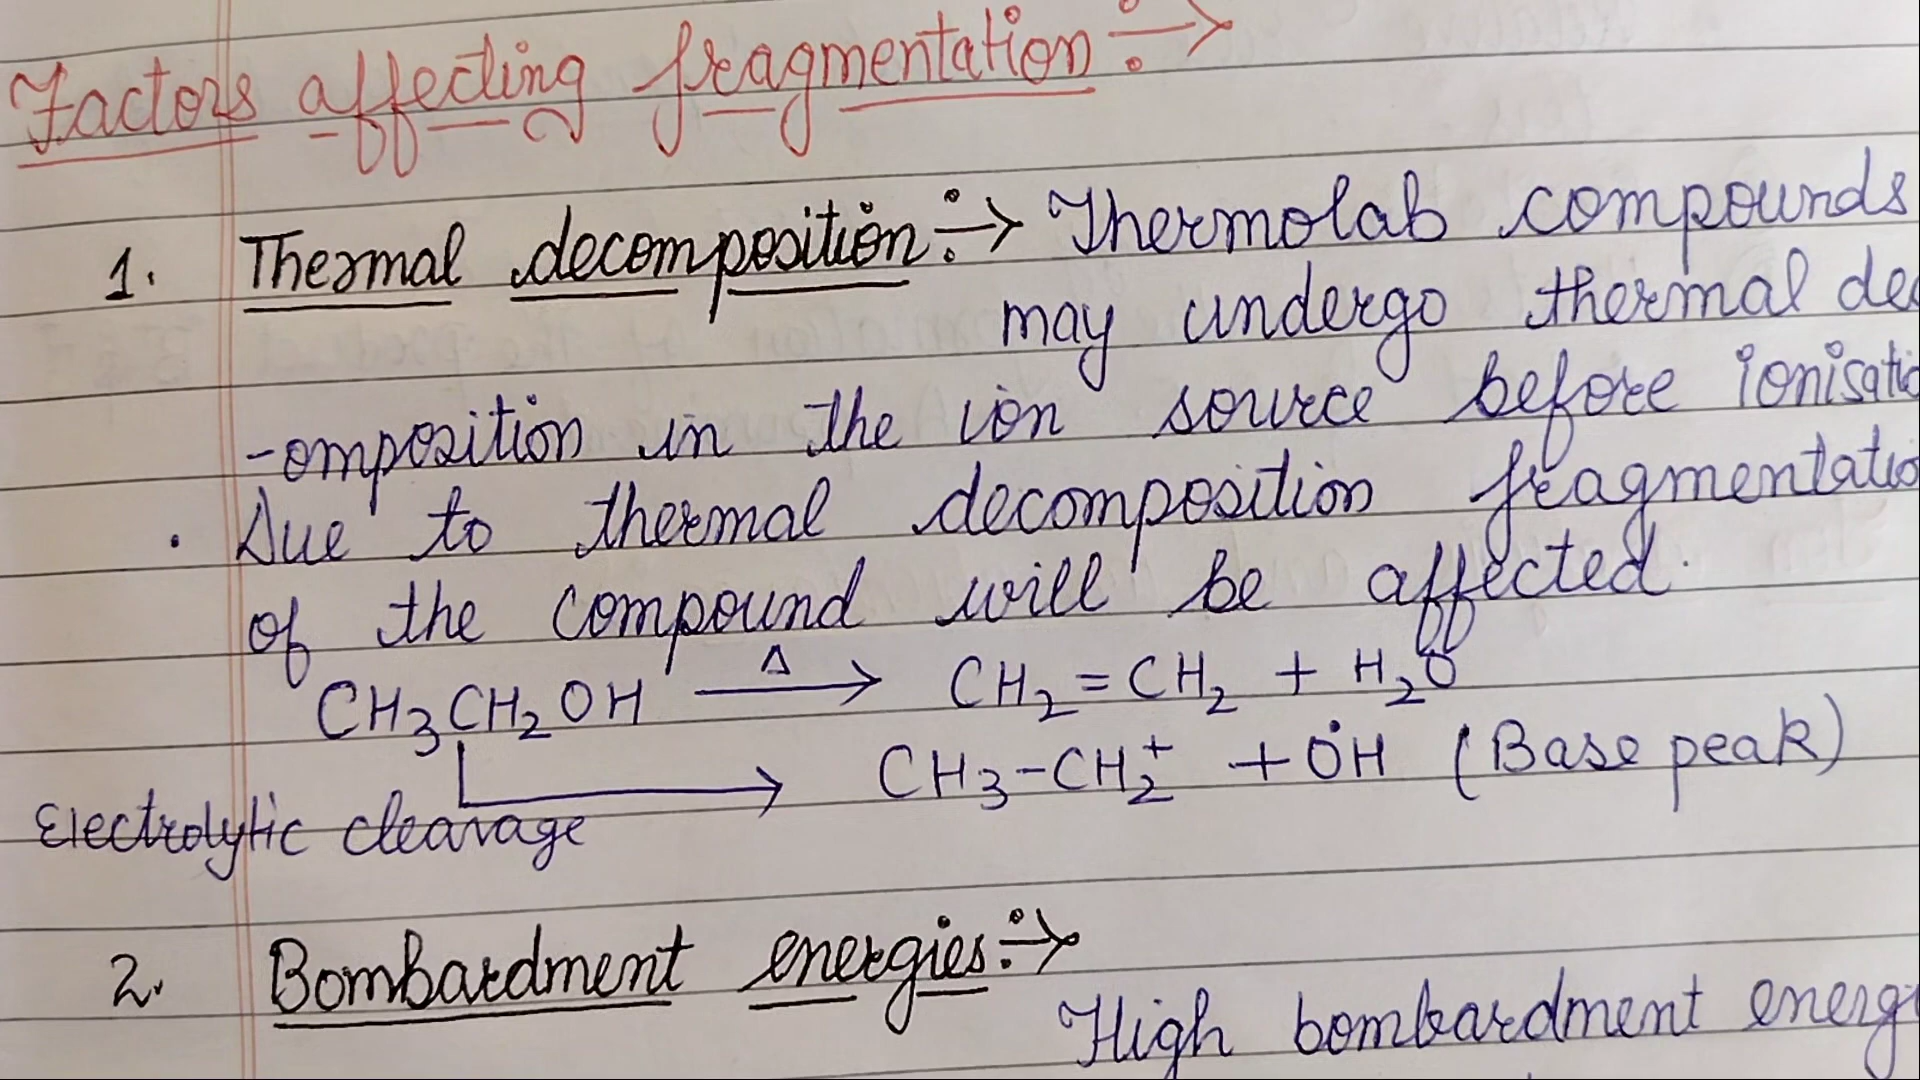 Factors affecting fragmentation :->
1. Thermal decomposition :-> Thermolab compounds
may undergo thermal dec
-omposition in the ion source before ionisatio
. Due to thermal decomposition fragmentatio
of the compound will be affected.
CH₃CH₂OH —Δ→ CH₂=CH₂ + H₂O
CH₃-CH₂⁺ + ȮH (Base peak)
Electrolytic cleavage
2. Bombardment energies :->
High bombardment energ